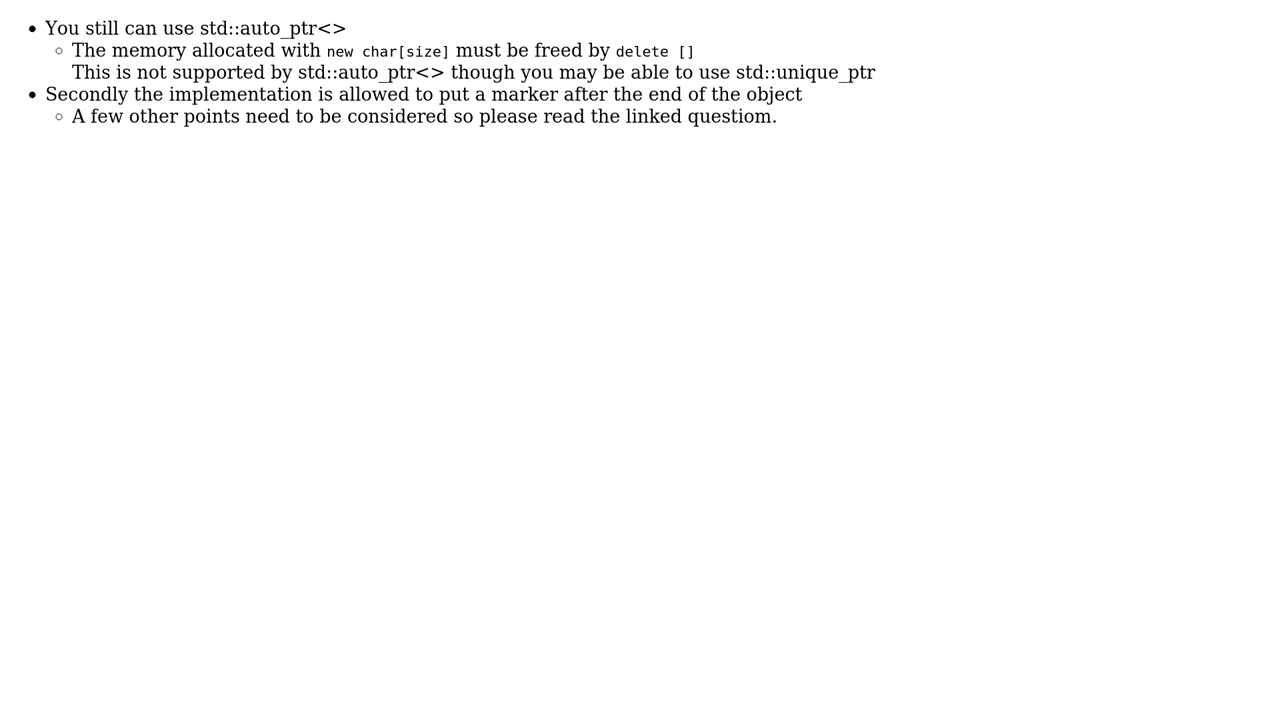 You still can use std::auto_ptr<>
The memory allocated with new char[size] must be freed by delete []
This is not supported by std::auto_ptr<> though you may be able to use std::unique_ptr
Secondly the implementation is allowed to put a marker after the end of the object
A few other points need to be considered so please read the linked questiom.